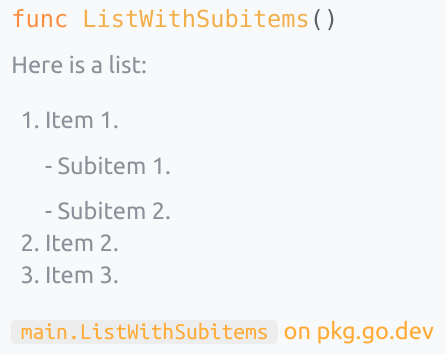 func ListWithSubitems()
Here is a list:
1. Item 1.
- Subitem 1.
- Subitem 2.
2. Item 2.
3. Item 3.
main.ListWithSubitems on pkg.go.dev